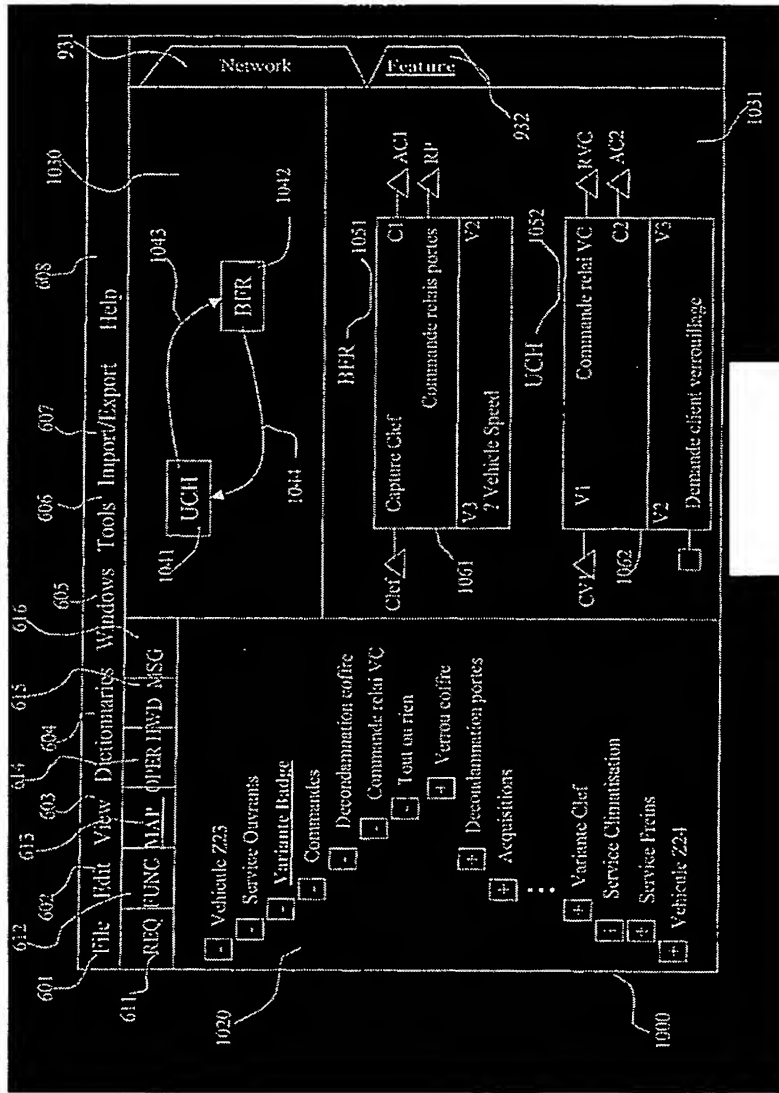 601 602 603 604 605 606 607 608
File Edit View Dictionaries Windows Tools Import/Export Help
611 612 613 614 615 616
REQ FUNG MAP OPER HWD MSG
1020
- Vehicule Z25
- Service Ouvrants
- Variante Badge
- Commandes
- Decondamnation coffre
- Commande relai VC
- Tout ou rien
+ Verrou coffre
+ Decondamnation portes
+ Acquisitions
...
+ Variante Clef
Service Climatisation
+ Service Freins
+ Vehicule Z24
1000
1030
1041
UCH
1043
BFR
1042
1044
931
Network
Feature
932
BFR
1051
Clef
Capture Clef
C1
AC1
Commande relais portes
RP
V3
V2
? Vehicle Speed
1061
UCH
1052
CV1
V1
Commande relai VC
RVC
C2
AC2
1062
V2
V3
Demande client verrouillage
1031